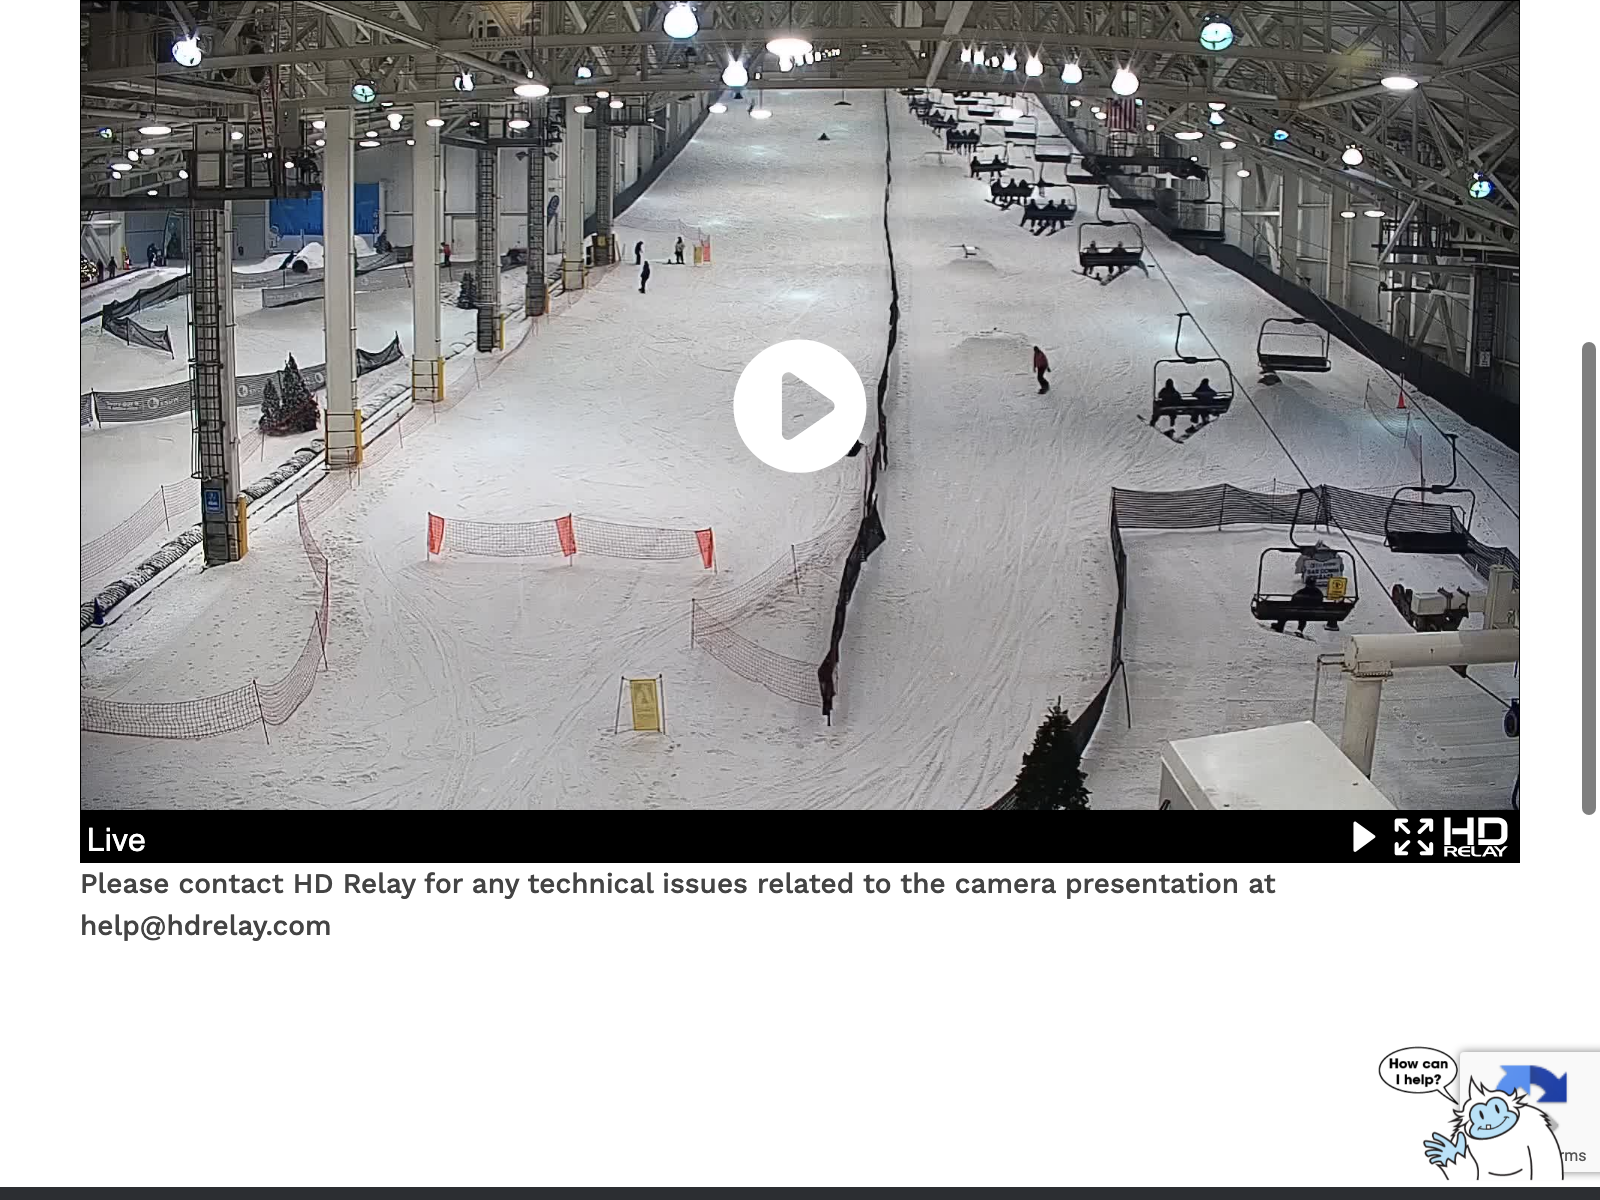 Live
HD
RELAY
Please contact HD Relay for any technical issues related to the camera presentation at
help@hdrelay.com
How can
I help?